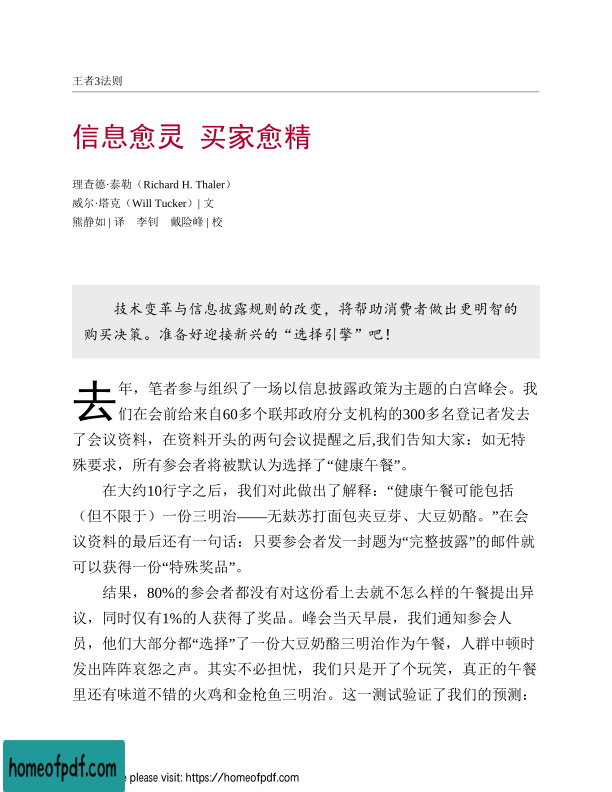 王者3法则
信息愈灵 买家愈精
理查德·泰勒（Richard H. Thaler）
威尔·塔克（Will Tucker）| 文
熊静如 | 译 李钊 戴险峰 | 校
技术变革与信息披露规则的改变，将帮助消费者做出更明智的
购买决策。准备好迎接新兴的“选择引擎”吧！
去年，笔者参与组织了一场以信息披露政策为主题的白宫峰会。我
们在会前给来自60多个联邦政府分支机构的300多名登记者发去
了会议资料，在资料开头的两句会议提醒之后,我们告知大家：如无特
殊要求，所有参会者将被默认为选择了“健康午餐”。
在大约10行字之后，我们对此做出了解释：“健康午餐可能包括
（但不限于）一份三明治——无麸苏打面包夹豆芽、大豆奶酪。”在会
议资料的最后还有一句话：只要参会者发一封题为“完整披露”的邮件就
可以获得一份“特殊奖品”。
结果，80%的参会者都没有对这份看上去就不怎么样的午餐提出异
议，同时仅有1%的人获得了奖品。峰会当天早晨，我们通知参会人
员，他们大部分都“选择”了一份大豆奶酪三明治作为午餐，人群中顿时
发出阵阵哀怨之声。其实不必担忧，我们只是开了个玩笑，真正的午餐
里还有味道不错的火鸡和金枪鱼三明治。这一测试验证了我们的预测：
homeofpdf.com
please visit: https://homeofpdf.com